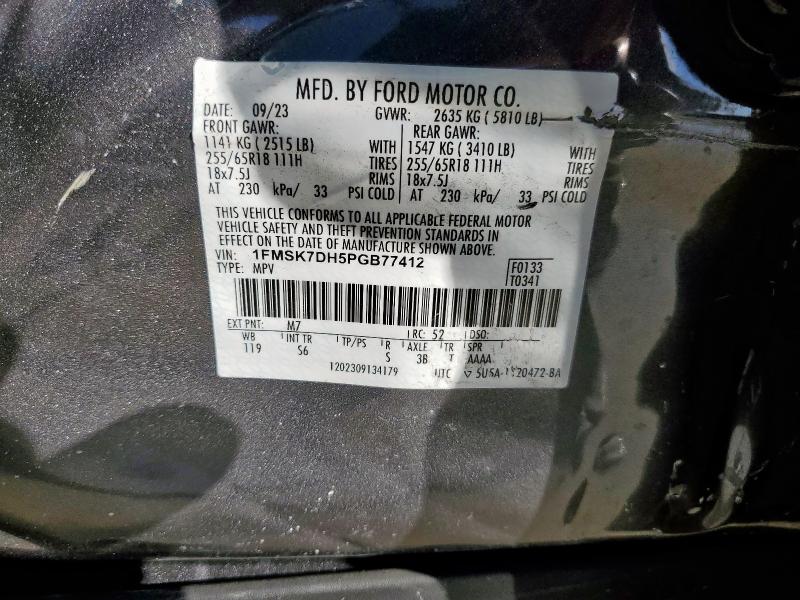 MFD. BY FORD MOTOR CO.
DATE: 09/23 GVWR: 2635 KG ( 5810 LB)
FRONT GAWR: REAR GAWR:
1141 KG ( 2515 LB) WITH 1547 KG ( 3410 LB) WITH
255/65R18 111H TIRES 255/65R18 111H TIRES
18x7.5J RIMS 18x7.5J RIMS
AT 230 kPa/ 33 PSI COLD AT 230 kPa/ 33 PSI COLD
THIS VEHICLE CONFORMS TO ALL APPLICABLE FEDERAL MOTOR
VEHICLE SAFETY AND THEFT PREVENTION STANDARDS IN
EFFECT ON THE DATE OF MANUFACTURE SHOWN ABOVE.
VIN: 1FMSK7DH5PGB77412
TYPE: MPV F0133
T0341
EXT PNT: M7 RC: 52 DSO:
WB INT TR TP/PS R AXLE TR SPR
119 S6 S 3B T AAAA
1202309134179 UTC 5U5A-1520472-BA